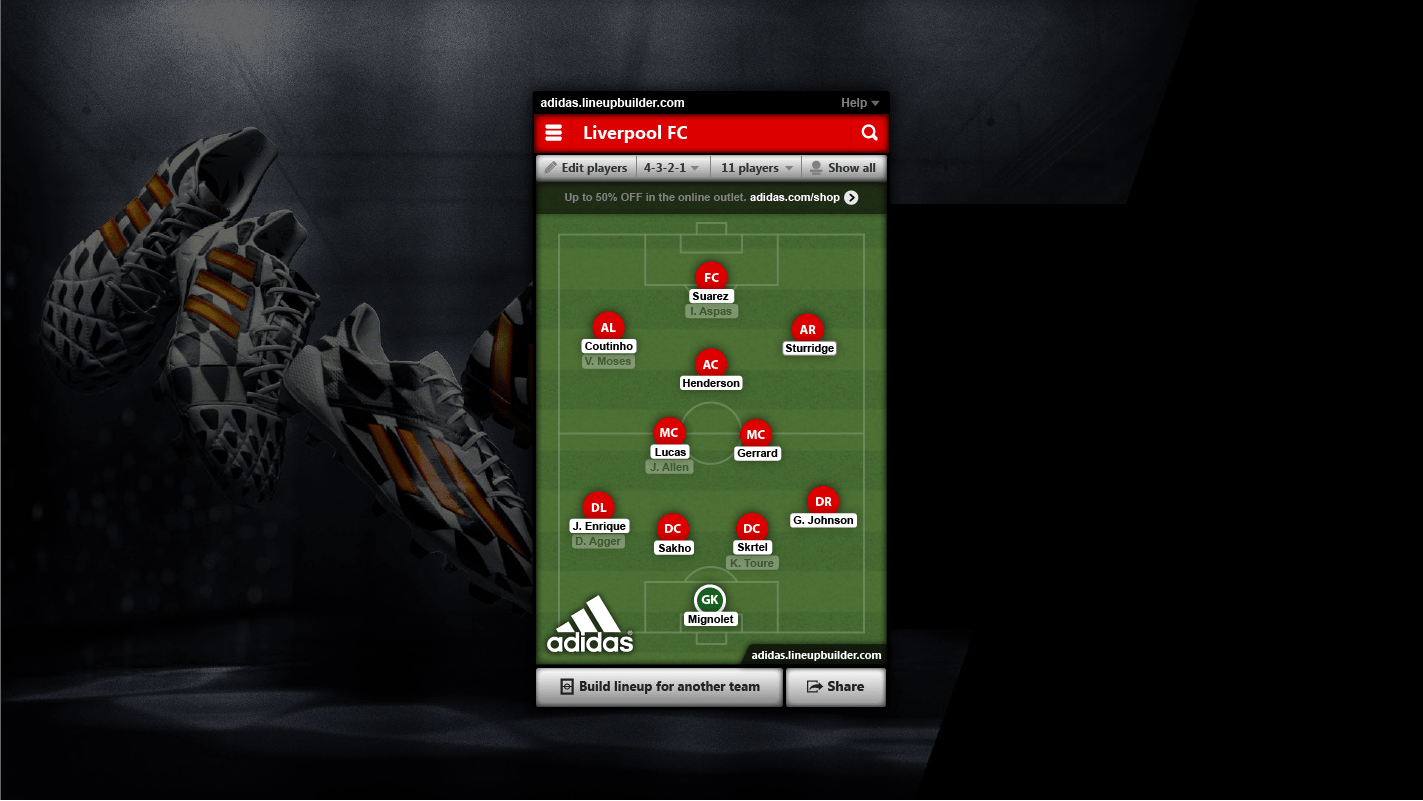 adidas.lineupbuilder.com Help
Liverpool FC
Edit players 4-3-2-1 11 players Show all
Up to 50% OFF in the online outlet. adidas.com/shop
FC
Suarez
I. Aspas
AL
Coutinho
V. Moses
AR
Sturridge
AC
Henderson
MC
Lucas
J. Allen
MC
Gerrard
DL
J. Enrique
D. Agger
DC
Sakho
DC
Skrtel
K. Toure
DR
G. Johnson
GK
Mignolet
adidas
adidas.lineupbuilder.com
Build lineup for another team Share